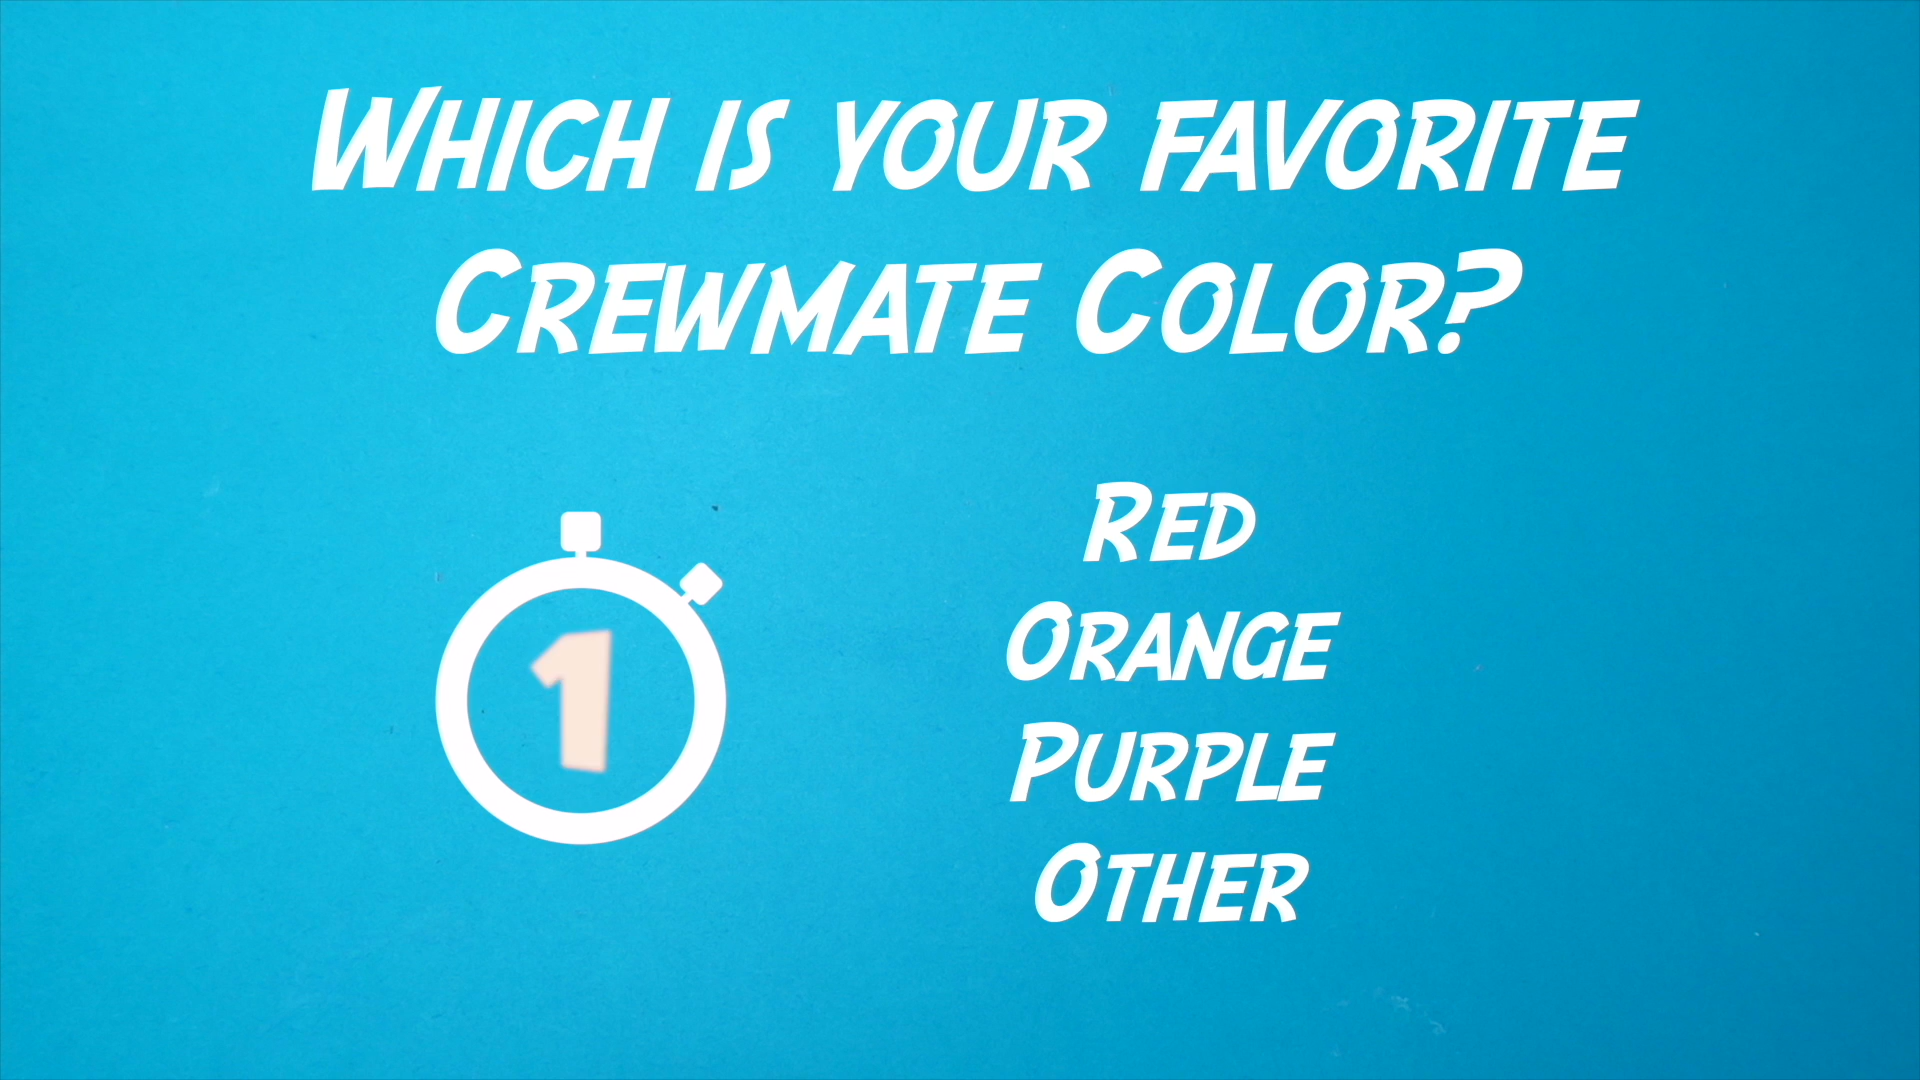 Which is your favorite
Crewmate Color?
1
Red
Orange
Purple
Other